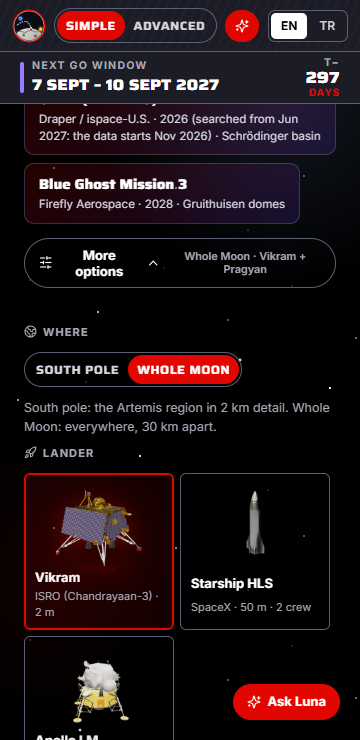 SIMPLE ADVANCED EN TR
NEXT GO WINDOW
7 SEPT – 10 SEPT 2027
T−
297
DAYS
Draper / ispace-U.S. · 2026 (searched from Jun
2027: the data starts Nov 2026) · Schrödinger basin
Blue Ghost Mission 3
Firefly Aerospace · 2028 · Gruithuisen domes
More
options
Whole Moon · Vikram +
Pragyan
WHERE
SOUTH POLE WHOLE MOON
South pole: the Artemis region in 2 km detail. Whole
Moon: everywhere, 30 km apart.
LANDER
Vikram
ISRO (Chandrayaan-3) ·
2 m
Starship HLS
SpaceX · 50 m · 2 crew
Apollo LM
Ask Luna